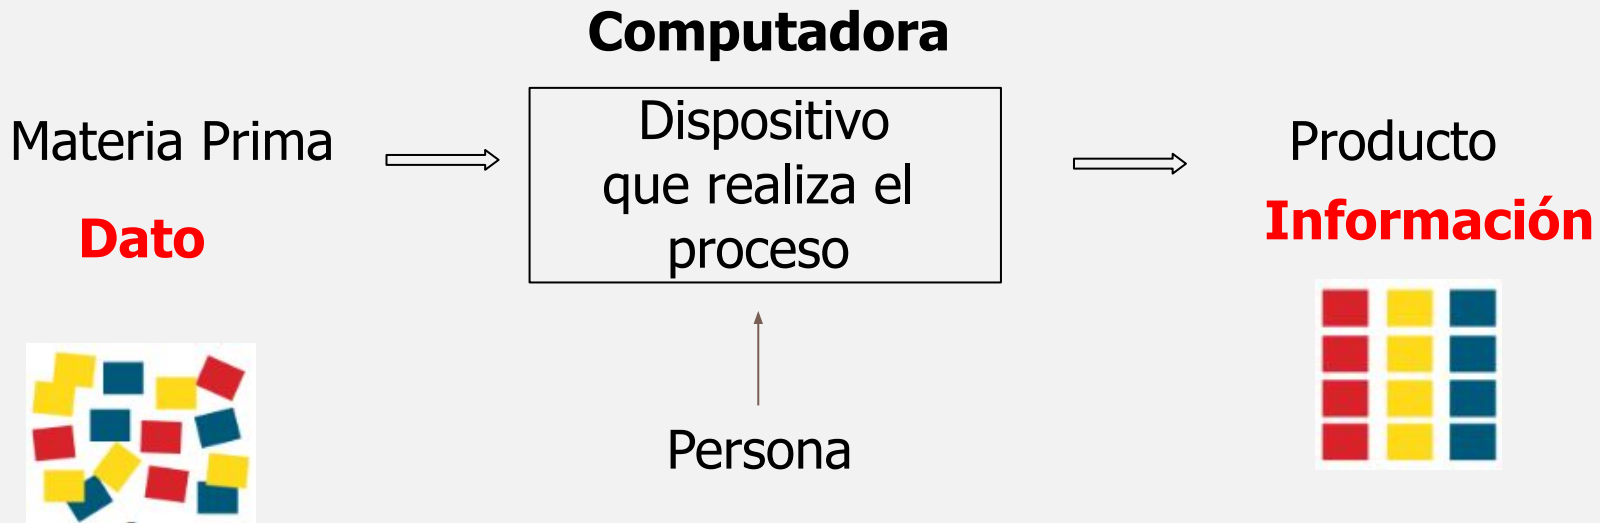 Computadora
Materia Prima
Dato
Dispositivo
que realiza el
proceso
Producto
Información
Persona